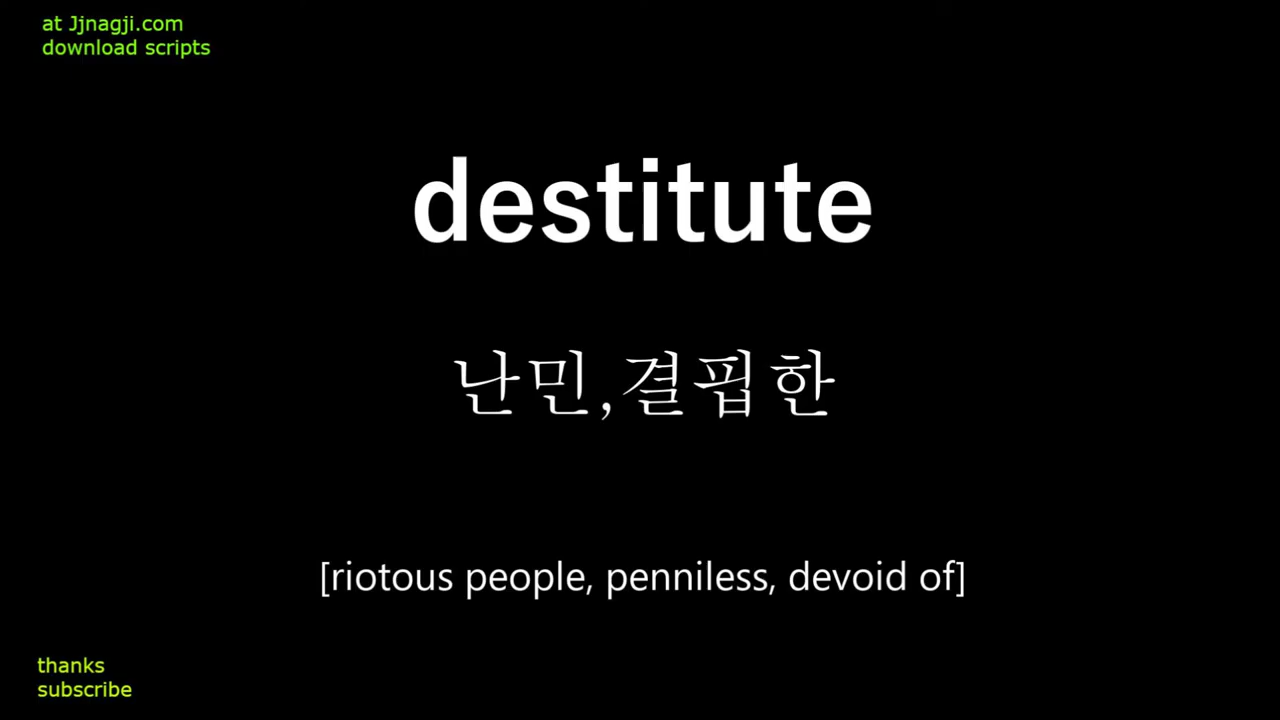 at Jjnagji.com
download scripts
destitute
난민,결핍한
[riotous people, penniless, devoid of]
thanks
subscribe